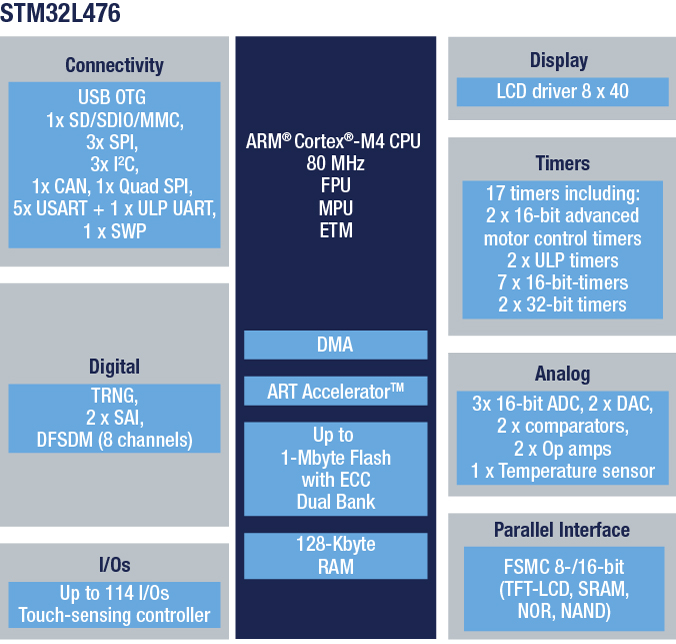 STM32L476
Connectivity
USB OTG
1x SD/SDIO/MMC,
3x SPI,
3x I²C,
1x CAN, 1x Quad SPI,
5x USART + 1 x ULP UART,
1 x SWP
Digital
TRNG,
2 x SAI,
DFSDM (8 channels)
I/Os
Up to 114 I/Os
Touch-sensing controller
ARM® Cortex®-M4 CPU
80 MHz
FPU
MPU
ETM
DMA
ART Accelerator™
Up to
1-Mbyte Flash
with ECC
Dual Bank
128-Kbyte
RAM
Display
LCD driver 8 x 40
Timers
17 timers including:
2 x 16-bit advanced
motor control timers
2 x ULP timers
7 x 16-bit-timers
2 x 32-bit timers
Analog
3x 16-bit ADC, 2 x DAC,
2 x comparators,
2 x Op amps
1 x Temperature sensor
Parallel Interface
FSMC 8-/16-bit
(TFT-LCD, SRAM,
NOR, NAND)